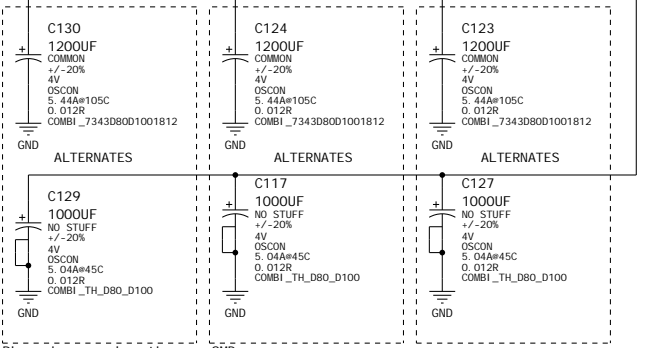 C130
1200UF
COMMON
+/-20%
4V
OSCON
5.44A@105C
0.012R
COMBI_7343D80D1001812
+
GND
ALTERNATES
C124
1200UF
COMMON
+/-20%
4V
OSCON
5.44A@105C
0.012R
COMBI_7343D80D1001812
+
GND
ALTERNATES
C123
1200UF
COMMON
+/-20%
4V
OSCON
5.44A@105C
0.012R
COMBI_7343D80D1001812
+
GND
ALTERNATES
C129
1000UF
NO STUFF
+/-20%
4V
OSCON
5.04A@45C
0.012R
COMBI_TH_D80_D100
+
GND
C117
1000UF
NO STUFF
+/-20%
4V
OSCON
5.04A@45C
0.012R
COMBI_TH_D80_D100
+
GND
C127
1000UF
NO STUFF
+/-20%
4V
OSCON
5.04A@45C
0.012R
COMBI_TH_D80_D100
+
GND